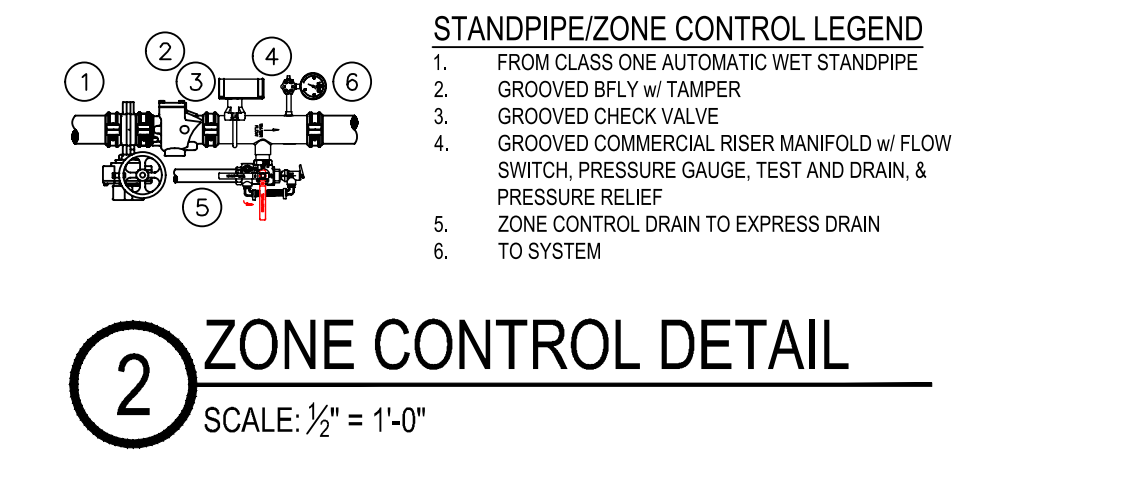 STANDPIPE/ZONE CONTROL LEGEND
1. FROM CLASS ONE AUTOMATIC WET STANDPIPE
2. GROOVED BFLY w/ TAMPER
3. GROOVED CHECK VALVE
4. GROOVED COMMERCIAL RISER MANIFOLD w/ FLOW
SWITCH, PRESSURE GAUGE, TEST AND DRAIN, &
PRESSURE RELIEF
5. ZONE CONTROL DRAIN TO EXPRESS DRAIN
6. TO SYSTEM
1
2
3
4
6
5
2
ZONE CONTROL DETAIL
SCALE: ½" = 1'-0"